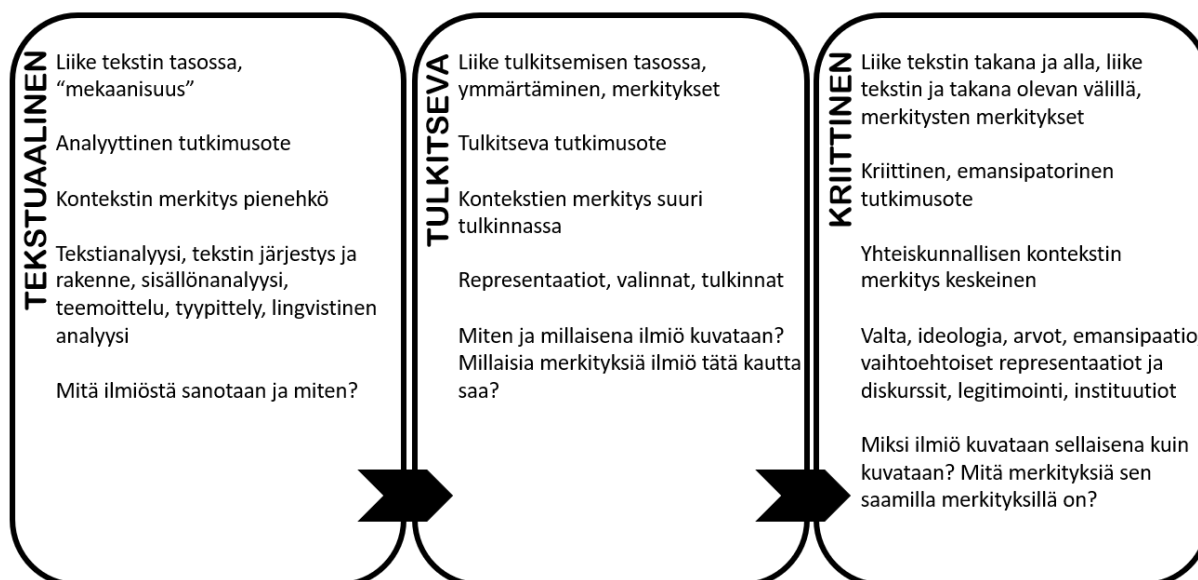 TEKSTUAALINEN
Liike tekstin tasossa,
“mekaanisuus”
Analyyttinen tutkimusote
Kontekstin merkitys pienehkö
Tekstianalyysi, tekstin järjestys ja
rakenne, sisällönanalyysi,
teemoittelu, tyypittely, lingvistinen
analyysi
Mitä ilmiöstä sanotaan ja miten?
TULKITSEVA
Liike tulkitsemisen tasossa,
ymmärtäminen, merkitykset
Tulkitseva tutkimusote
Kontekstien merkitys suuri
tulkinnassa
Representaatiot, valinnat, tulkinnat
Miten ja millaisena ilmiö kuvataan?
Millaisia merkityksiä ilmiö tätä kautta
saa?
KRIITTINEN
Liike tekstin takana ja alla, liike
tekstin ja takana olevan välillä,
merkitysten merkitykset
Kriittinen, emansipatorinen
tutkimusote
Yhteiskunnallisen kontekstin
merkitys keskeinen
Valta, ideologia, arvot, emansipaatio
vaihtoehtoiset representaatiot ja
diskurssit, legitimointi, instituutiot
Miksi ilmiö kuvataan sellaisena kuin
kuvataan? Mitä merkityksiä sen
saamilla merkityksillä on?